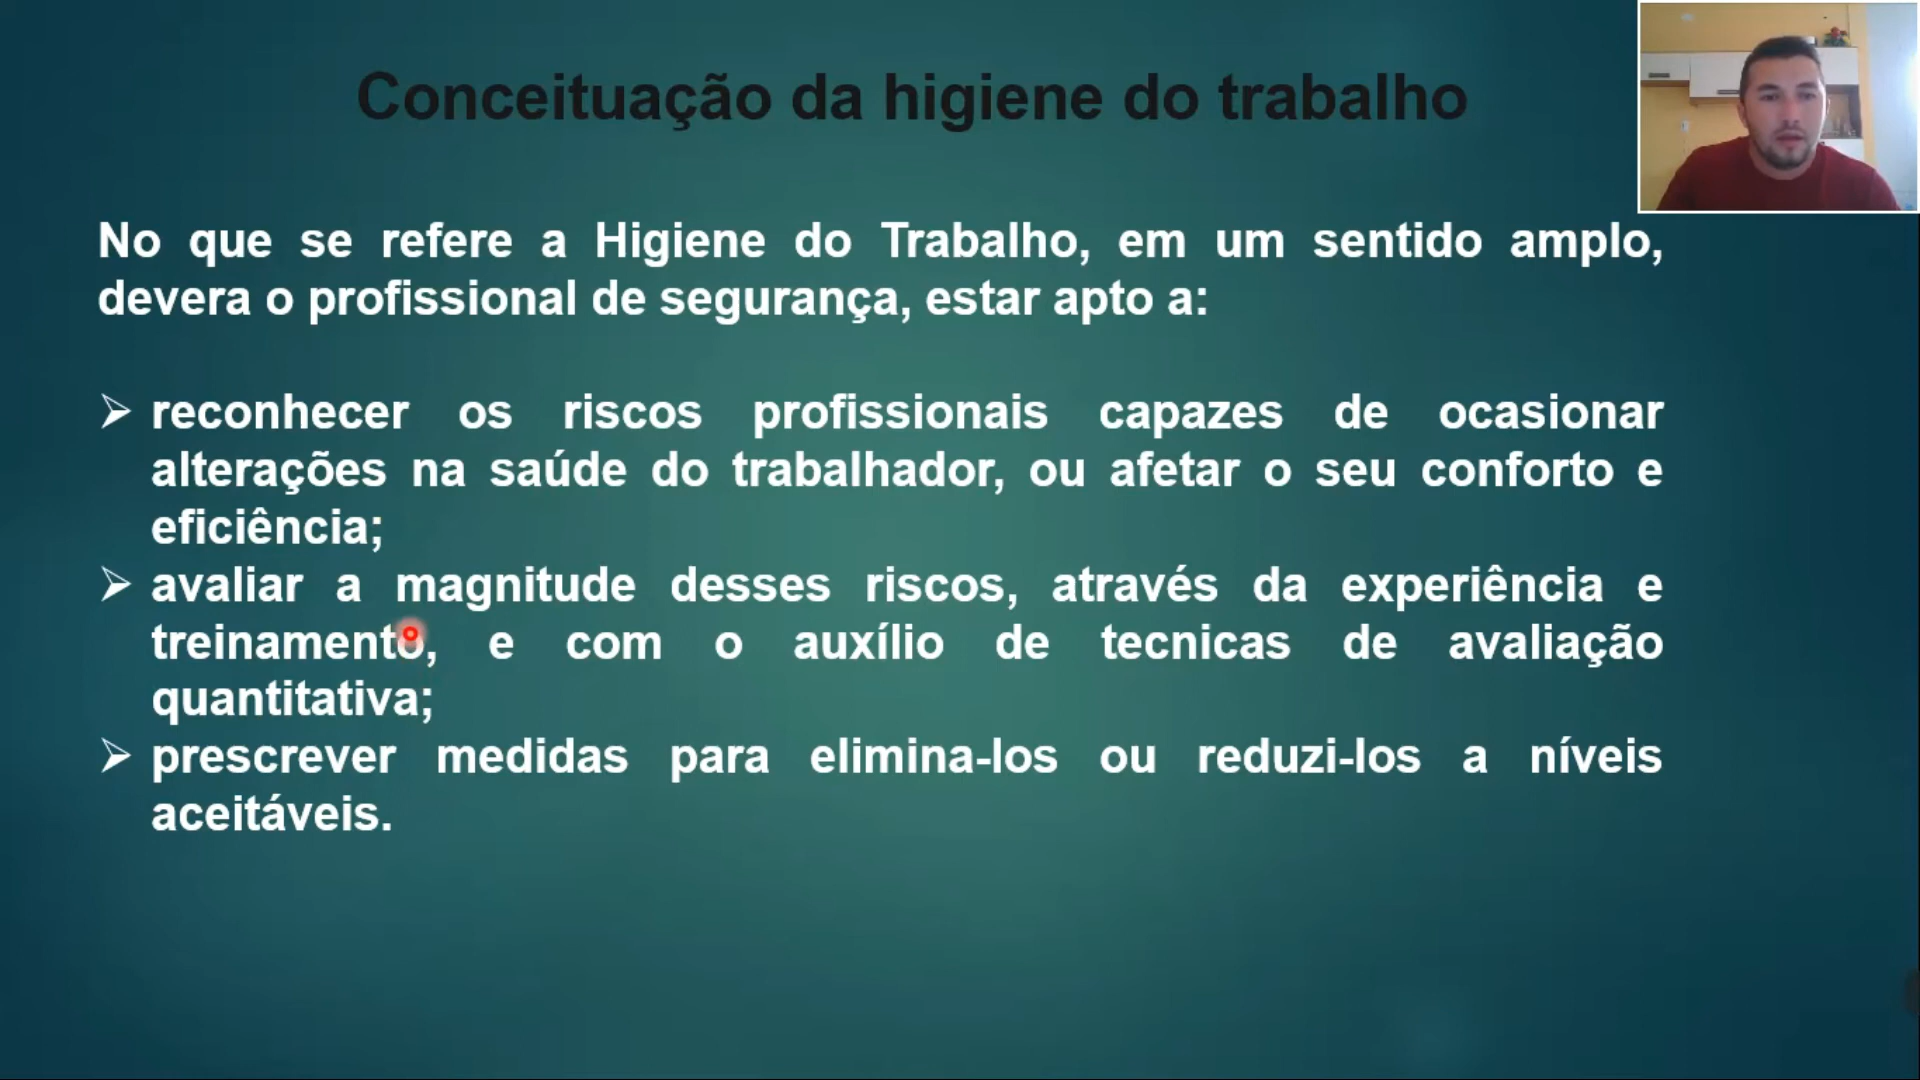 Conceituação da higiene do trabalho
No que se refere a Higiene do Trabalho, em um sentido amplo,
devera o profissional de segurança, estar apto a:
reconhecer os riscos profissionais capazes de ocasionar
alterações na saúde do trabalhador, ou afetar o seu conforto e
eficiência;
avaliar a magnitude desses riscos, através da experiência e
treinamento, e com o auxílio de tecnicas de avaliação
quantitativa;
prescrever medidas para elimina-los ou reduzi-los a níveis
aceitáveis.